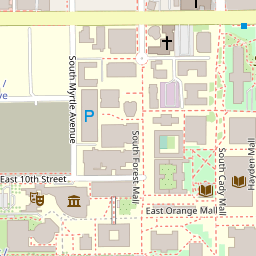 South Myrtle Avenue
P
South Forest Mall
South Cady Mall
Hayden Mall
East 10th Street
East Orange Mall